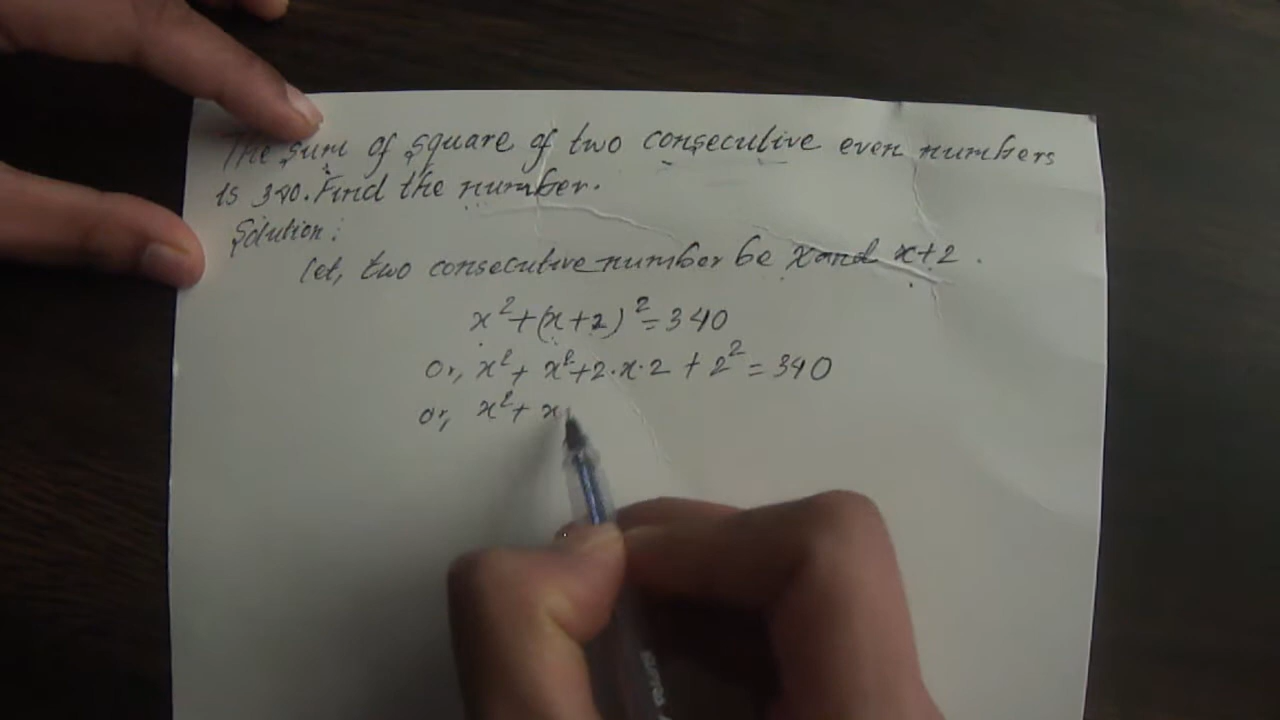 The sum of square of two consecutive even numbers
is 340. Find the number.
Solution:
Let, two consecutive number be x and x+2.
x²+(x+2)²=340
Or, x²+ x²+2·x·2 + 2²=340
or, x²+ x